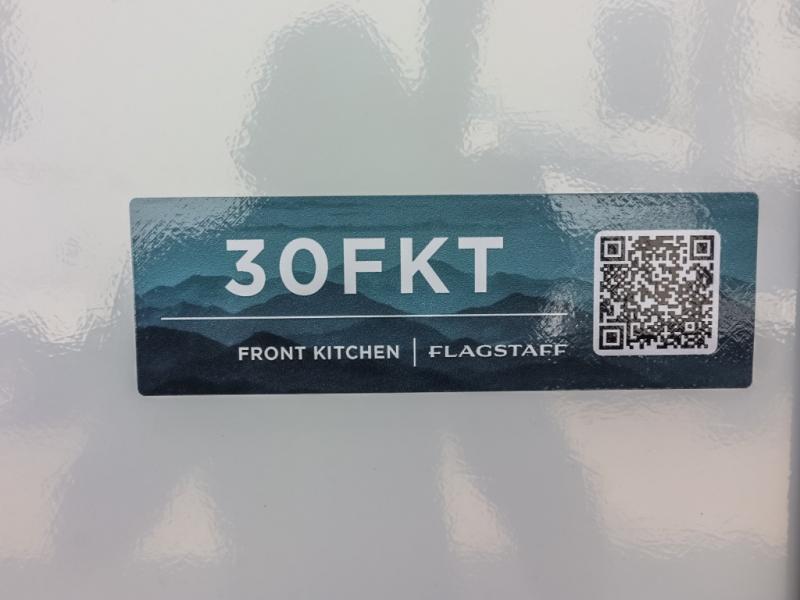 30FKT
FRONT KITCHEN | FLAGSTAFF